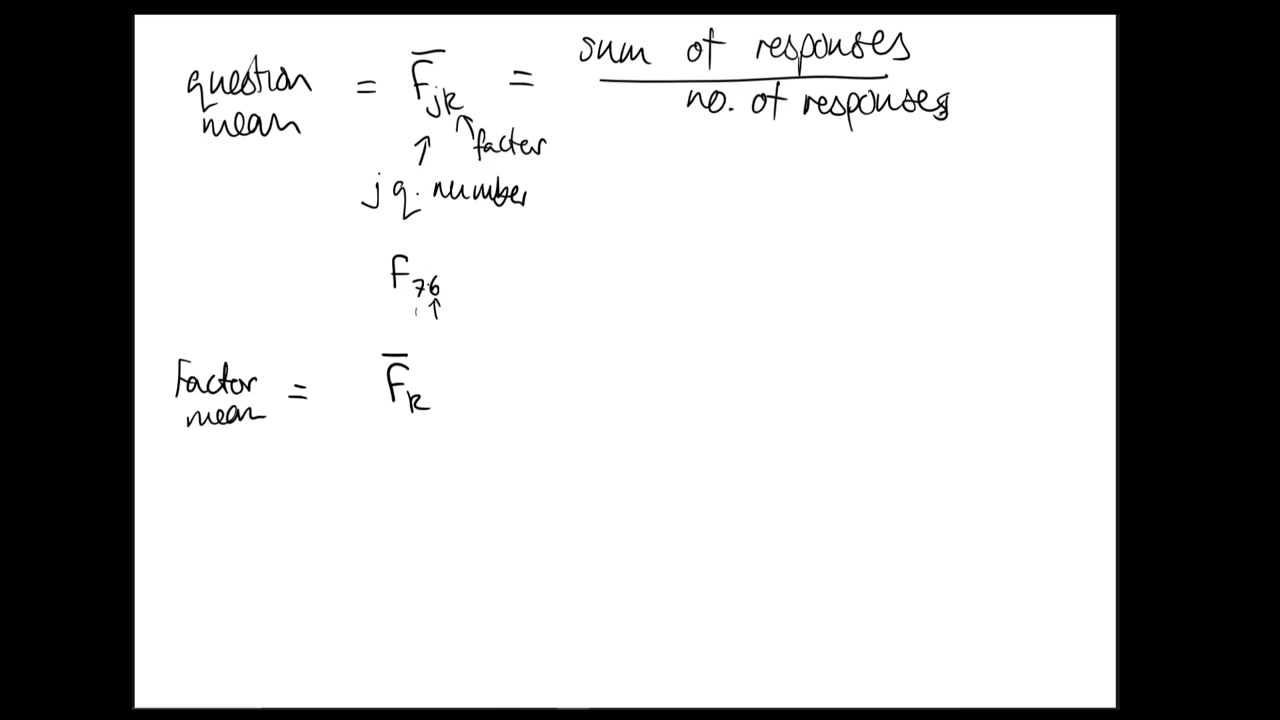 question mean = F̄jk = sum of responses / no. of responses
↑ ↑ factor
j q. number
F76
↑
Factor mean = F̄k